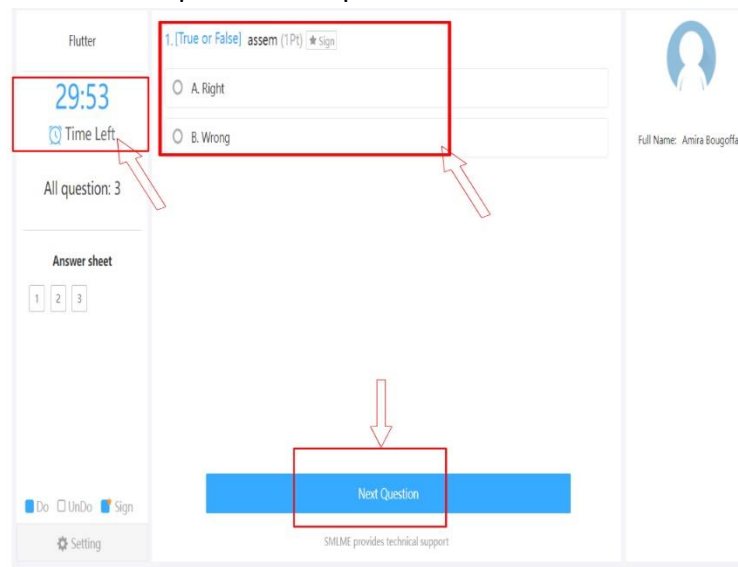 Flutter
29:53
Time Left
All question: 3
Answer sheet
1 2 3
Do UnDo Sign
Setting
1. [True or False] assem (1Pt) Sign
A. Right
B. Wrong
Next Question
SMLME provides technical support
Full Name: Amira Bougoffa